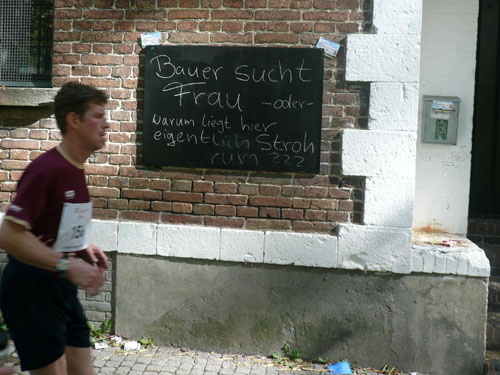 Bauer sucht
Frau - oder -
warum liegt hier
eigentlich Stroh
rum ???